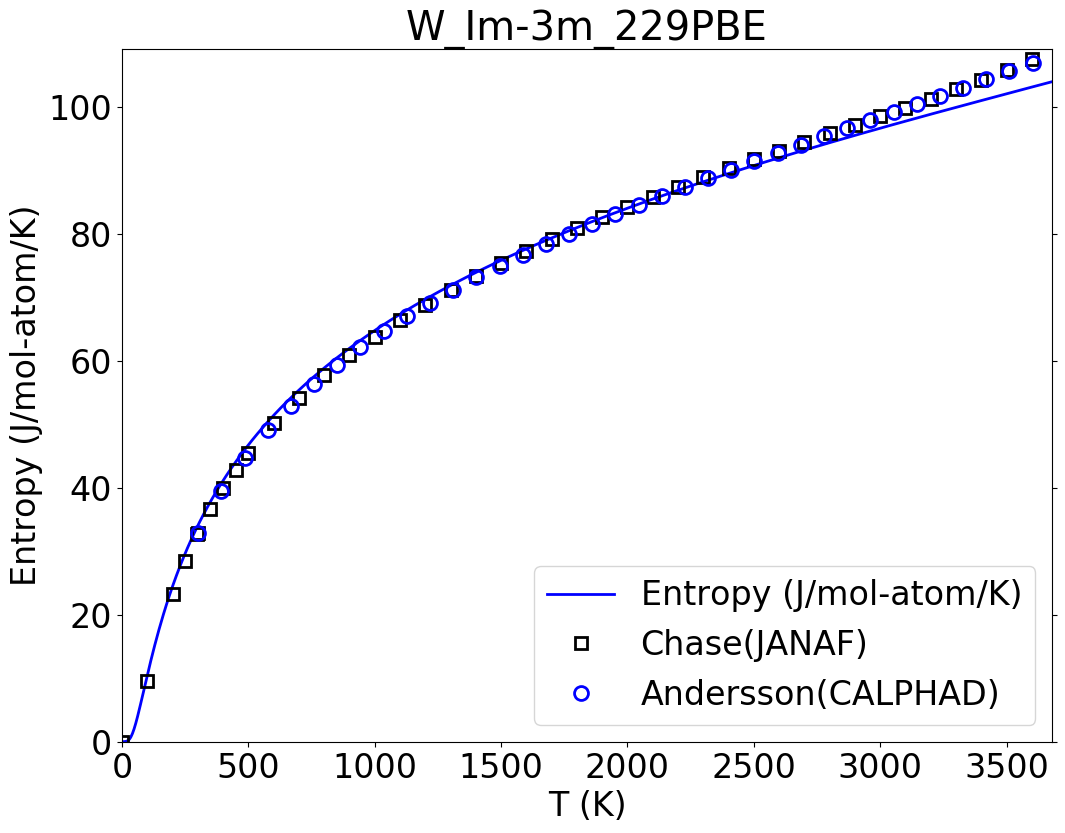 W_Im-3m_229PBE
Entropy (J/mol-atom/K)
100
80
60
40
20
0
Entropy (J/mol-atom/K)
Chase(JANAF)
Andersson(CALPHAD)
0 500 1000 1500 2000 2500 3000 3500
T (K)